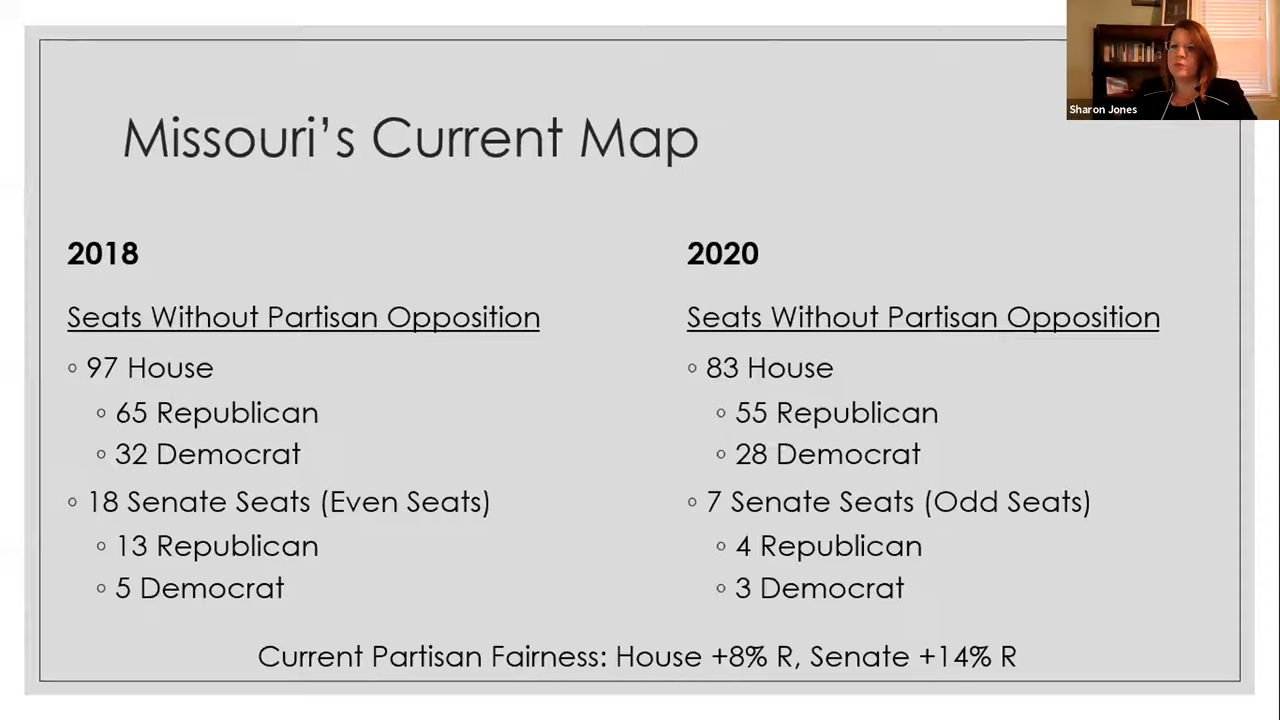 Sharon Jones
Missouri's Current Map
2018
Seats Without Partisan Opposition
◦ 97 House
◦ 65 Republican
◦ 32 Democrat
◦ 18 Senate Seats (Even Seats)
◦ 13 Republican
◦ 5 Democrat
2020
Seats Without Partisan Opposition
◦ 83 House
◦ 55 Republican
◦ 28 Democrat
◦ 7 Senate Seats (Odd Seats)
◦ 4 Republican
◦ 3 Democrat
Current Partisan Fairness: House +8% R, Senate +14% R